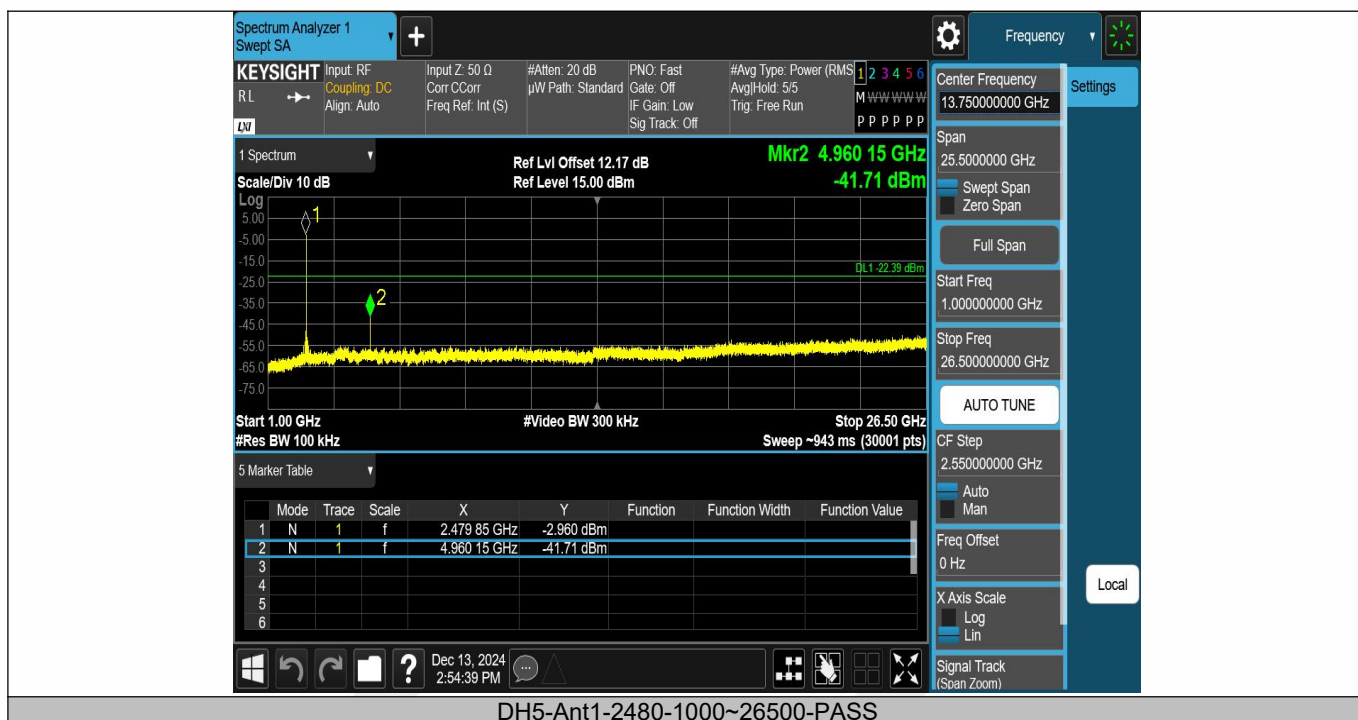 Spectrum Analyzer 1
Swept SA
Frequency
KEYSIGHT Input: RF Input Z: 50 Ω #Atten: 20 dB PNO: Fast #Avg Type: Power (RMS 1 2 3 4 5 6
RL Coupling: DC Corr CCorr µW Path: Standard Gate: Off Avg|Hold: 5/5 M W W W W W
Align: Auto Freq Ref: Int (S) IF Gain: Low Trig: Free Run
LXI Sig Track: Off P P P P P P
1 Spectrum Ref Lvl Offset 12.17 dB Mkr2 4.960 15 GHz
Scale/Div 10 dB Ref Level 15.00 dBm -41.71 dBm
Log
5.00
-5.00
-15.0
-25.0
-35.0
-45.0
-55.0
-65.0
-75.0
1
2
DL1 -22.39 dBm
Start 1.00 GHz #Video BW 300 kHz Stop 26.50 GHz
#Res BW 100 kHz Sweep ~943 ms (30001 pts)
5 Marker Table
Mode Trace Scale X Y Function Function Width Function Value
1 N 1 f 2.479 85 GHz -2.960 dBm
2 N 1 f 4.960 15 GHz -41.71 dBm
3
4
5
6
Dec 13, 2024
2:54:39 PM
Center Frequency
13.750000000 GHz
Settings
Span
25.5000000 GHz
Swept Span
Zero Span
Full Span
Start Freq
1.000000000 GHz
Stop Freq
26.500000000 GHz
AUTO TUNE
CF Step
2.550000000 GHz
Auto
Man
Freq Offset
0 Hz
X Axis Scale
Log
Lin
Local
Signal Track
(Span Zoom)
DH5-Ant1-2480-1000~26500-PASS